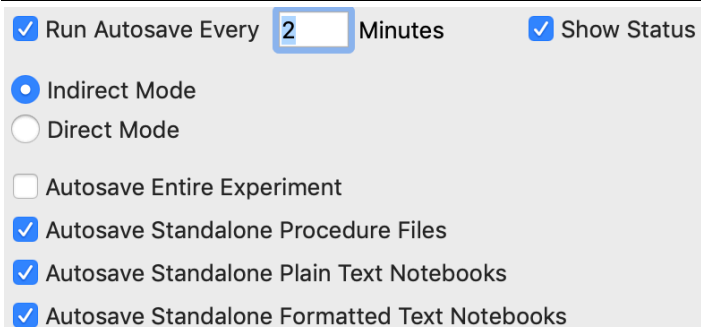 Run Autosave Every 2 Minutes Show Status
Indirect Mode
Direct Mode
Autosave Entire Experiment
Autosave Standalone Procedure Files
Autosave Standalone Plain Text Notebooks
Autosave Standalone Formatted Text Notebooks